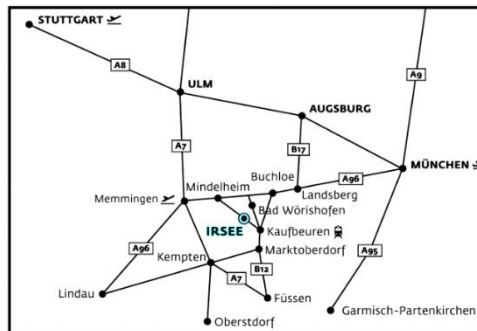 STUTTGART
A8
A9
ULM
AUGSBURG
A7
B17
MÜNCHEN
Buchloe
A96
Mindelheim
Landsberg
Memmingen
Bad Wörishofen
IRSEE
Kaufbeuren
A96
Kempten
Marktoberdorf
A95
A7
B12
Lindau
Füssen
Oberstdorf
Garmisch-Partenkirchen